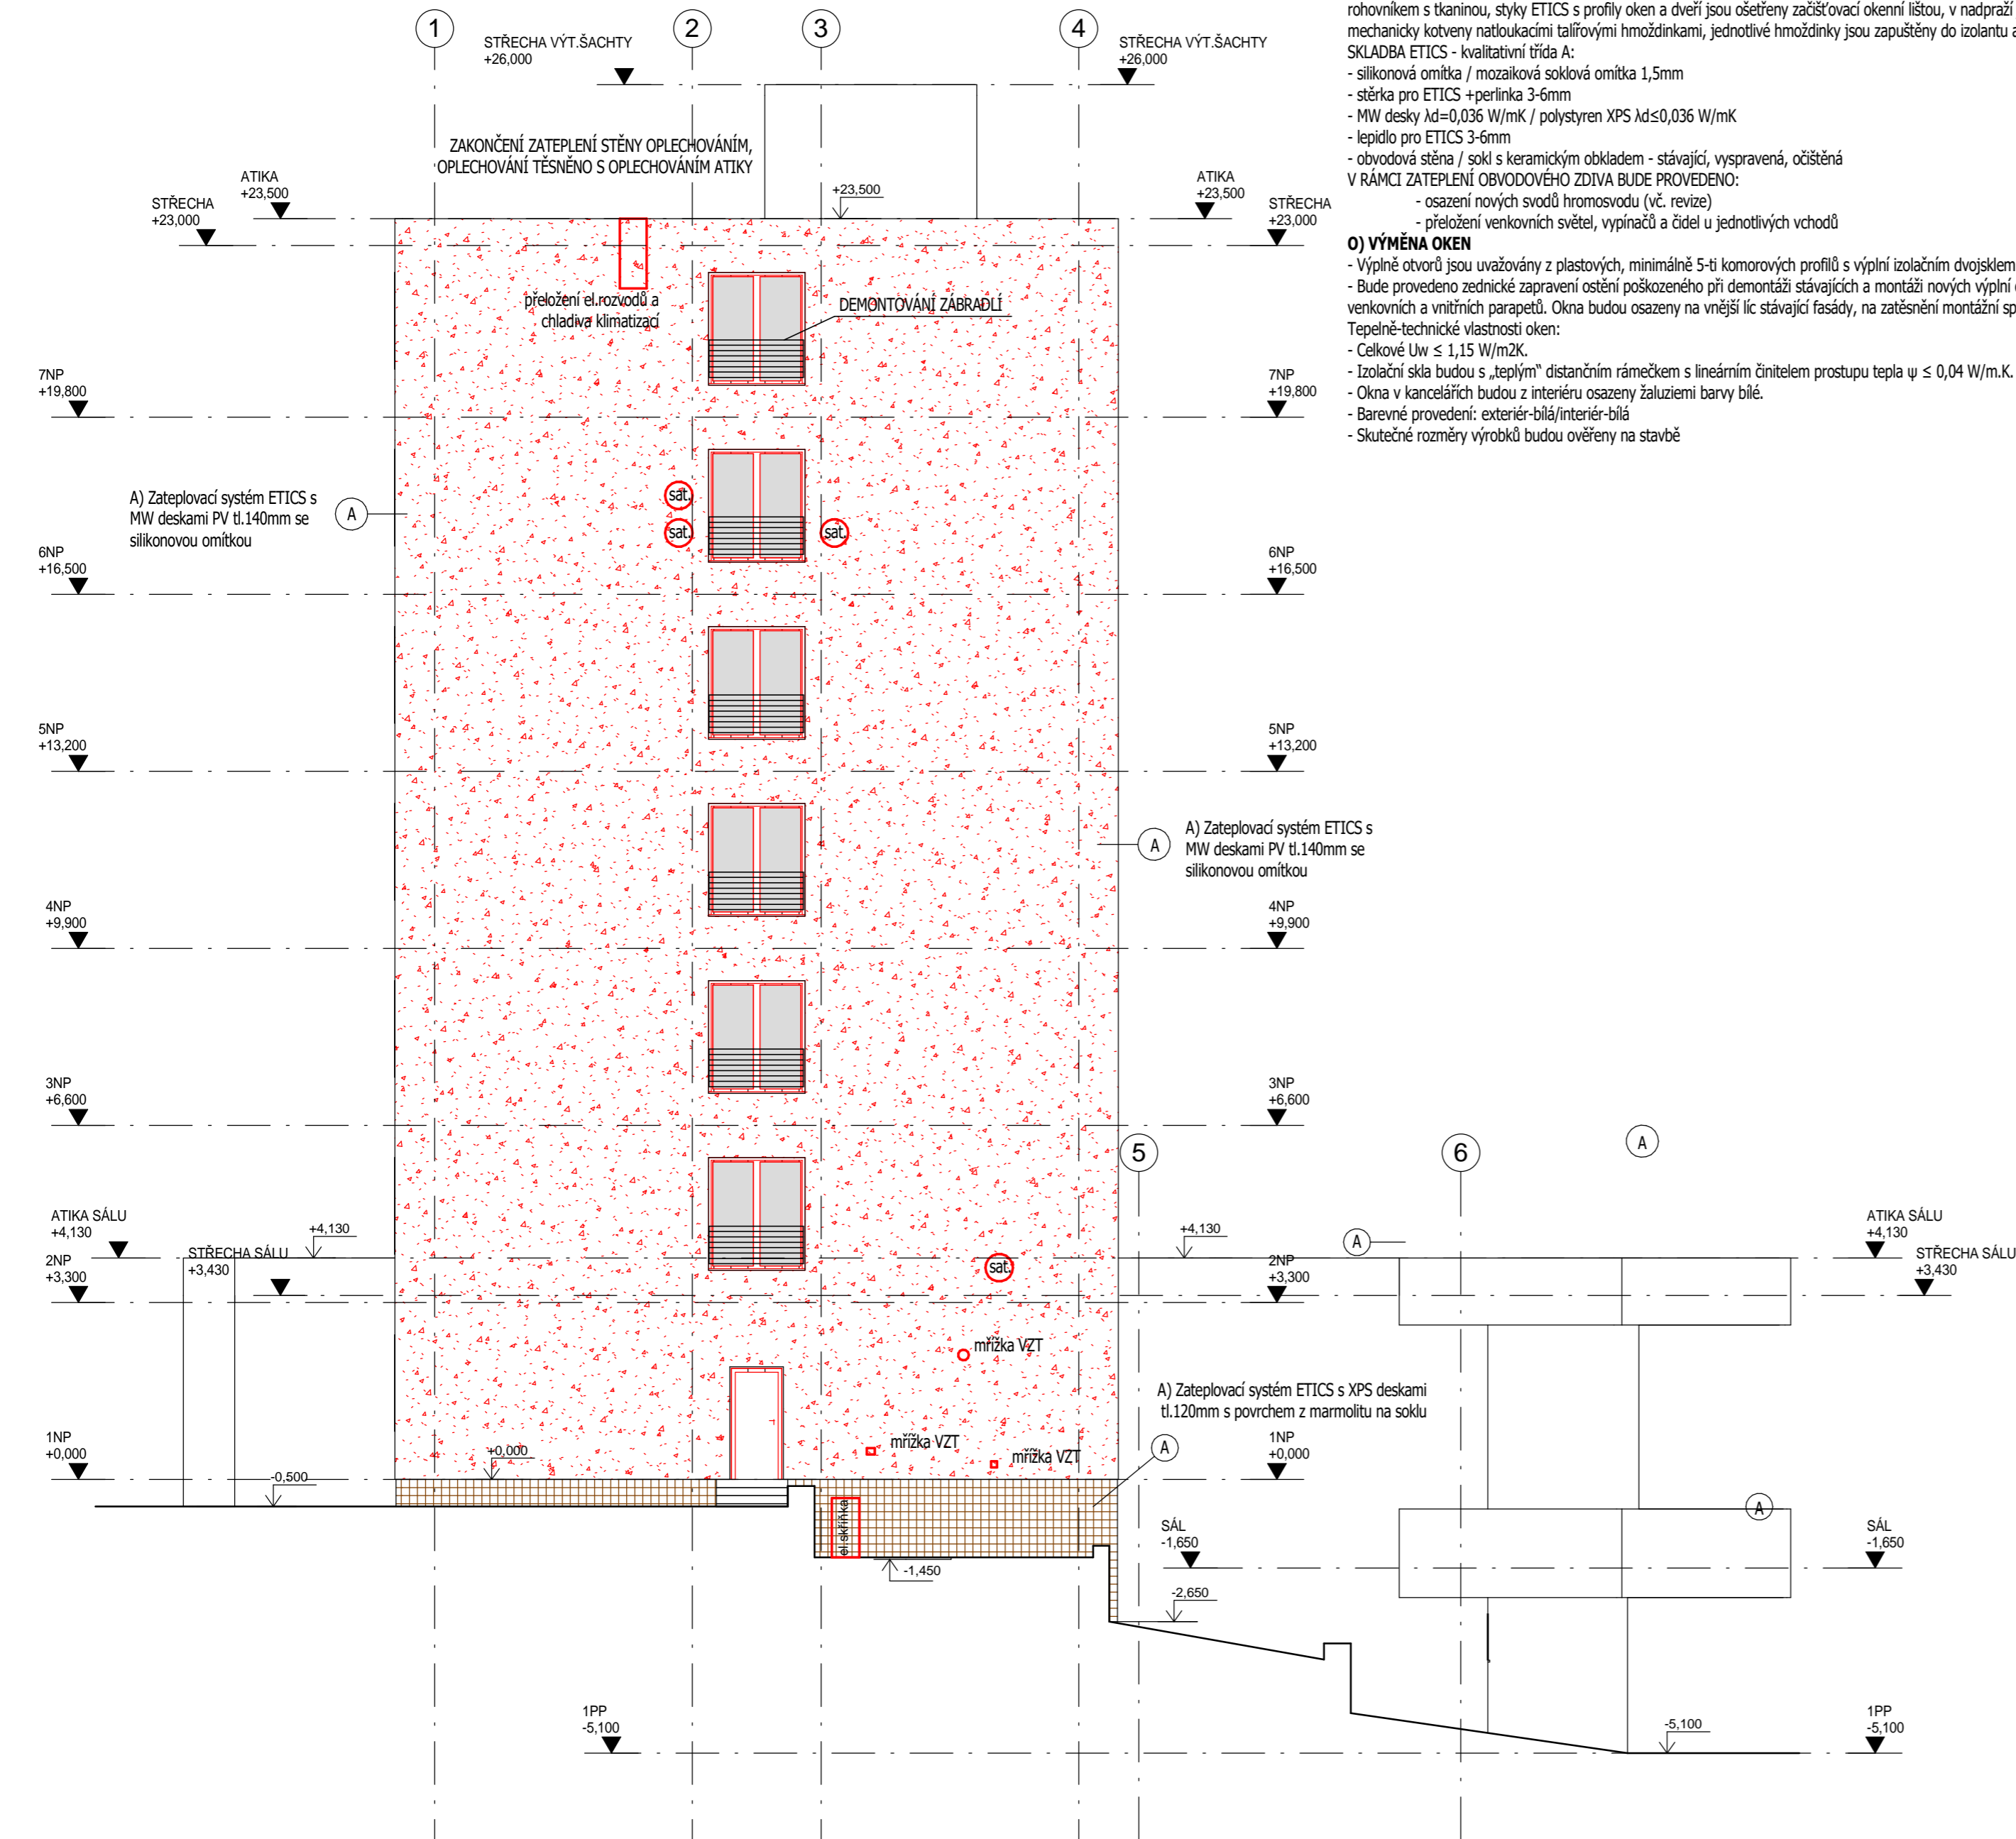 rohovníkem s tkaninou, styky ETICS s profily oken a dveří jsou ošetřeny začišťovací okenní lištou, v nadpraží
mechanicky kotveny natloukacími talířovými hmoždinkami, jednotlivé hmoždinky jsou zapuštěny do izolantu a
SKLADBA ETICS - kvalitativní třída A:
- silikonová omítka / mozaiková soklová omítka 1,5mm
- stěrka pro ETICS +perlinka 3-6mm
- MW desky λd=0,036 W/mK / polystyren XPS λd≤0,036 W/mK
- lepidlo pro ETICS 3-6mm
- obvodová stěna / sokl s keramickým obkladem - stávající, vyspravená, očištěná
V RÁMCI ZATEPLENÍ OBVODOVÉHO ZDIVA BUDE PROVEDENO:
- osazení nových svodů hromosvodu (vč. revize)
- přeložení venkovních světel, vypínačů a čidel u jednotlivých vchodů
O) VÝMĚNA OKEN
- Výplně otvorů jsou uvažovány z plastových, minimálně 5-ti komorových profilů s výplní izolačním dvojsklem
- Bude provedeno zednické zapravení ostění poškozeného při demontáži stávajících a montáži nových výplní
venkovních a vnitřních parapetů. Okna budou osazeny na vnější líc stávající fasády, na zatěsnění montážní
Tepelně-technické vlastnosti oken:
- Celkové Uw ≤ 1,15 W/m2K.
- Izolační skla budou s „teplým“ distančním rámečkem s lineárním činitelem prostupu tepla ψ ≤ 0,04 W/m.K.
- Okna v kancelářích budou z interiéru osazeny žaluziemi barvy bílé.
- Barevné provedení: exteriér-bílá/interiér-bílá
- Skutečné rozměry výrobků budou ověřeny na stavbě
1
2
3
4
STŘECHA VÝT.ŠACHTY
+26,000
STŘECHA VÝT.ŠACHTY
+26,000
ZAKONČENÍ ZATEPLENÍ STĚNY OPLECHOVÁNÍM,
OPLECHOVÁNÍ TĚSNĚNO S OPLECHOVÁNÍM ATIKY
ATIKA
+23,500
STŘECHA
+23,000
+23,500
ATIKA
+23,500
STŘECHA
+23,000
přeložení el.rozvodů a
chladiva klimatizací
DEMONTOVÁNÍ ZÁBRADLÍ
7NP
+19,800
7NP
+19,800
A) Zateplovací systém ETICS s
MW deskami PV tl.140mm se
silikonovou omítkou
A
sat.
sat.
sat.
6NP
+16,500
6NP
+16,500
5NP
+13,200
5NP
+13,200
A
A) Zateplovací systém ETICS s
MW deskami PV tl.140mm se
silikonovou omítkou
4NP
+9,900
4NP
+9,900
3NP
+6,600
3NP
+6,600
5
6
A
ATIKA SÁLU
+4,130
STŘECHA SÁLU
+3,430
+4,130
2NP
+3,300
+4,130
A
2NP
+3,300
ATIKA SÁLU
+4,130
STŘECHA SÁLU
+3,430
sat.
mřížka VZT
A) Zateplovací systém ETICS s XPS deskami
tl.120mm s povrchem z marmolitu na soklu
A
1NP
+0,000
-0,500
+0,000
mřížka VZT
mřížka VZT
1NP
+0,000
el.skříňka
A
SÁL
-1,650
SÁL
-1,650
-1,450
-2,650
1PP
-5,100
-5,100
1PP
-5,100